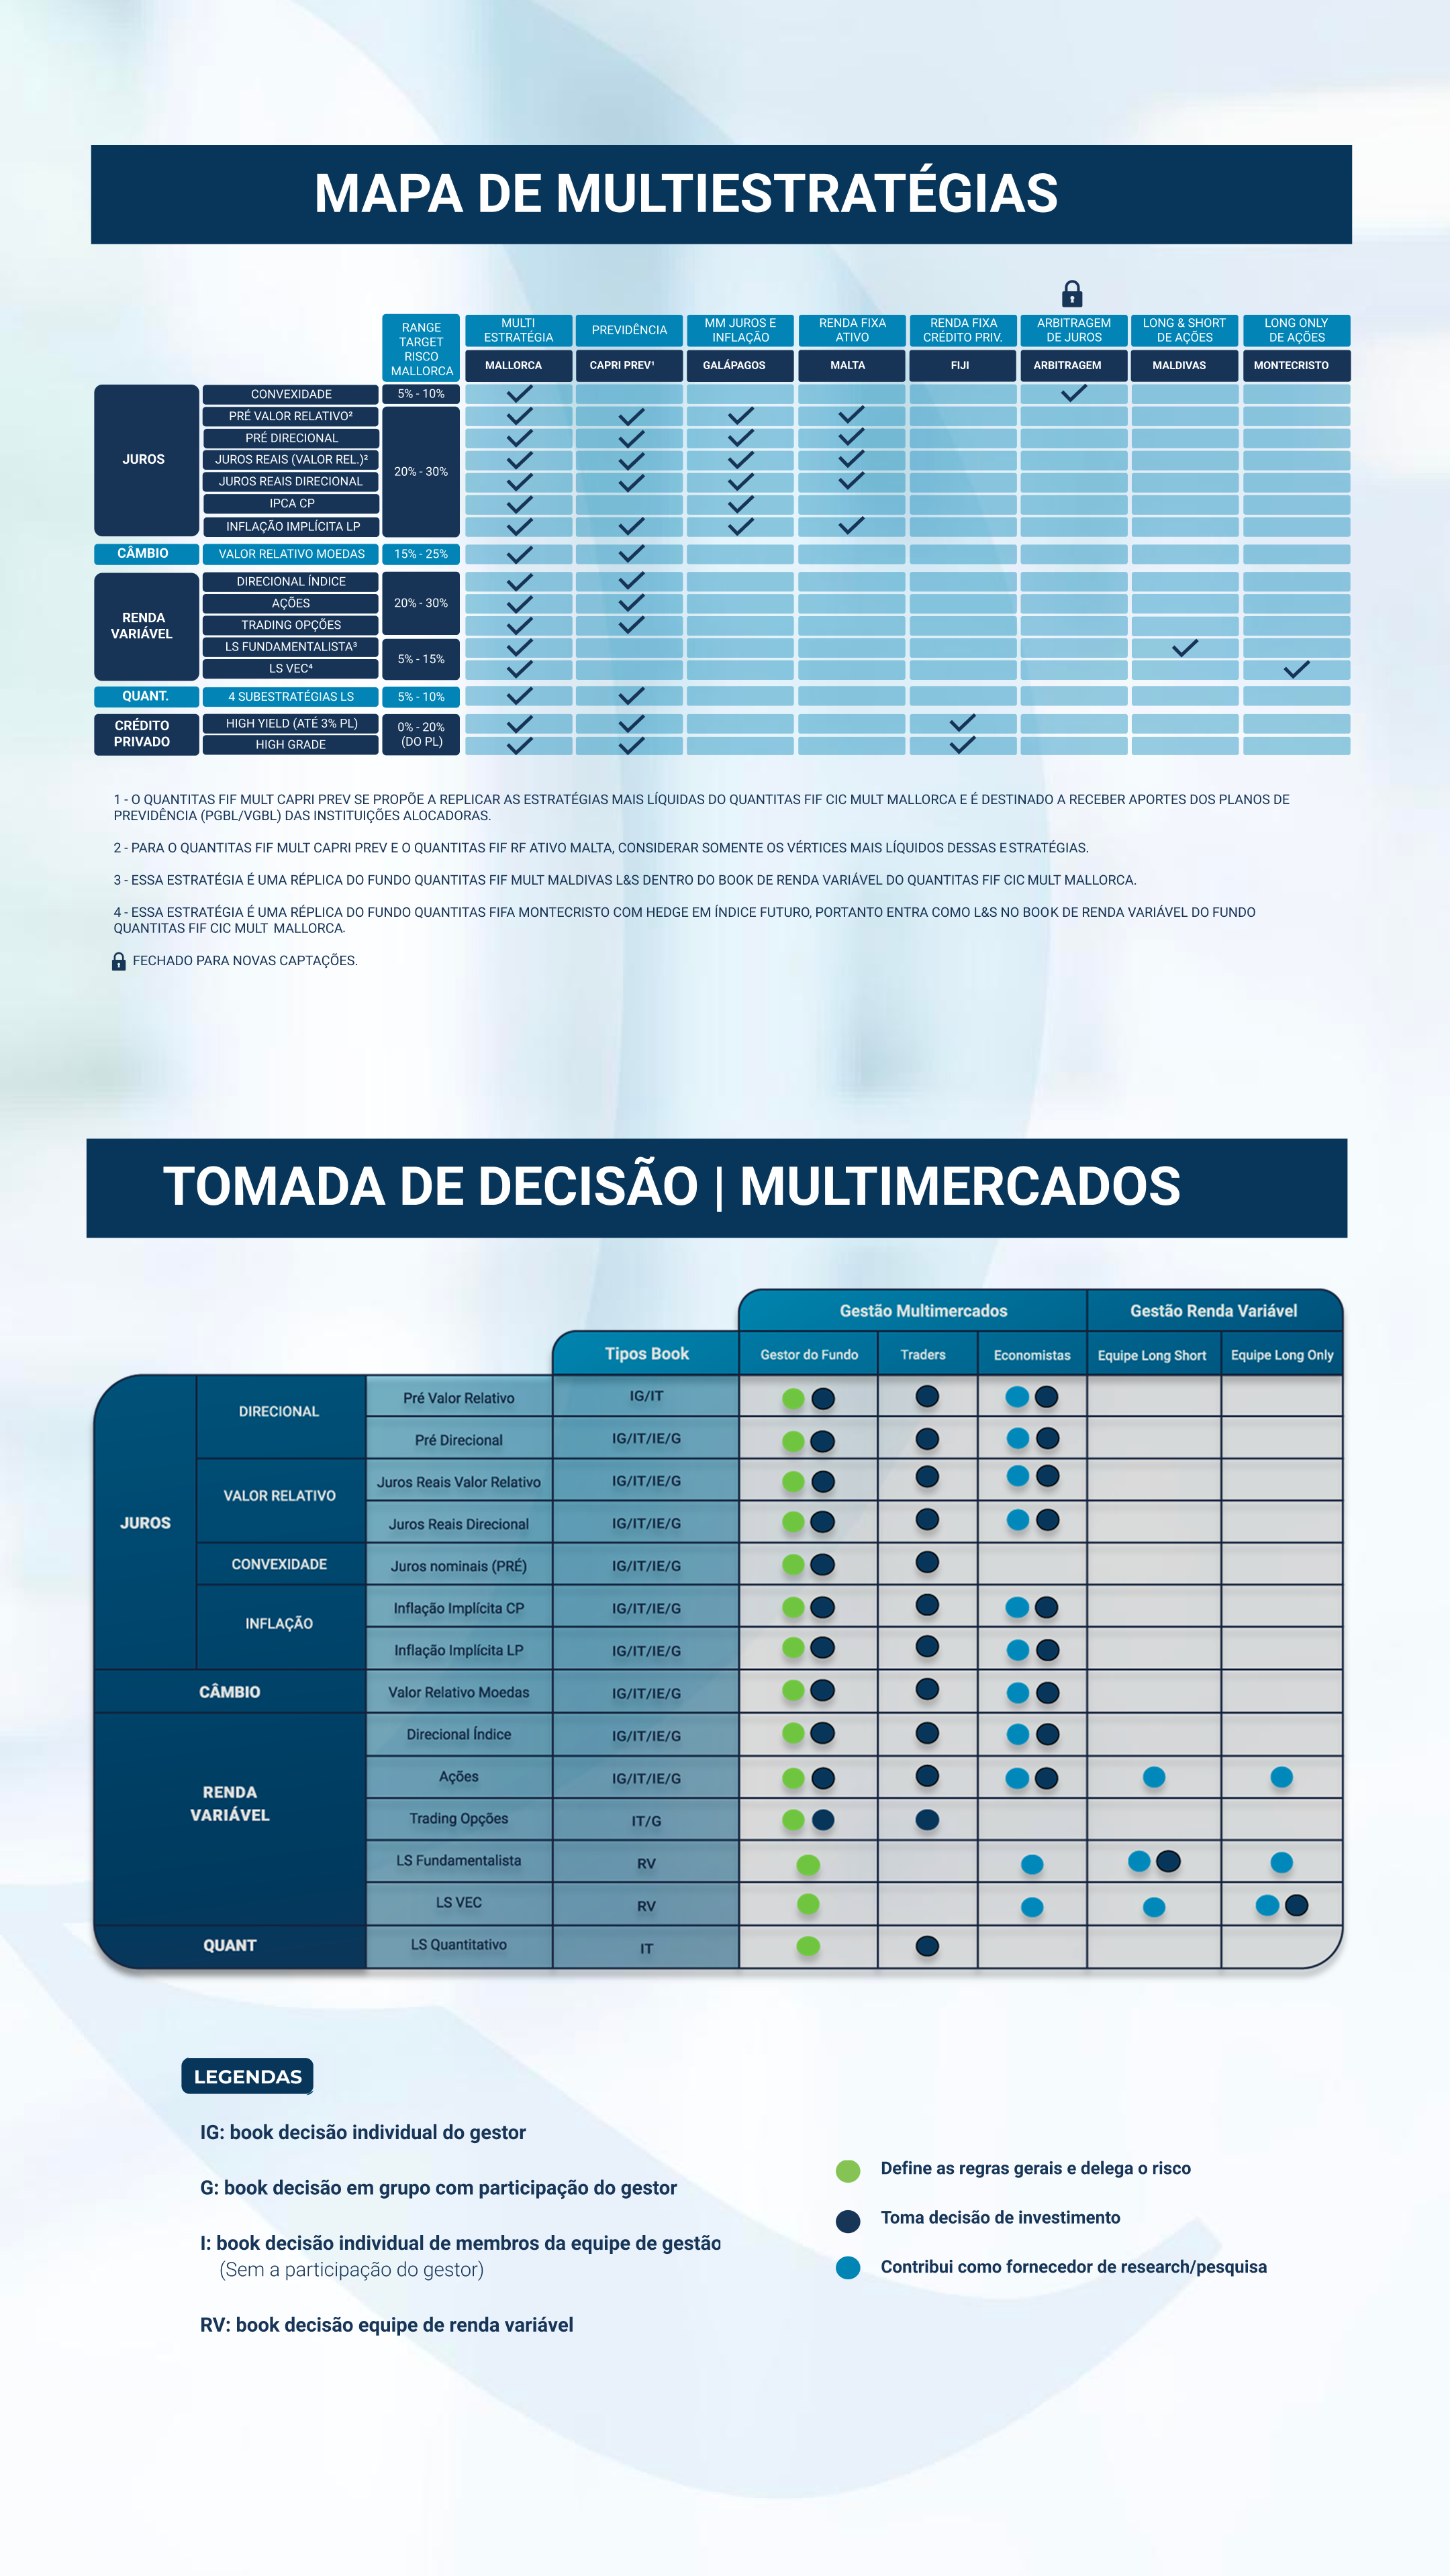 MAPA DE MULTIESTRATÉGIAS
RANGE
TARGET
RISCO
MALLORCA
MULTI
ESTRATÉGIA
PREVIDÊNCIA
MM JUROS E
INFLAÇÃO
RENDA FIXA
ATIVO
RENDA FIXA
CRÉDITO PRIV.
ARBITRAGEM
DE JUROS
LONG & SHORT
DE AÇÕES
LONG ONLY
DE AÇÕES
MALLORCA
CAPRI PREV¹
GALÁPAGOS
MALTA
FIJI
ARBITRAGEM
MALDIVAS
MONTECRISTO
JUROS
CONVEXIDADE
5% - 10%
PRÉ VALOR RELATIVO²
PRÉ DIRECIONAL
JUROS REAIS (VALOR REL.)²
JUROS REAIS DIRECIONAL
IPCA CP
INFLAÇÃO IMPLÍCITA LP
20% - 30%
CÂMBIO
VALOR RELATIVO MOEDAS
15% - 25%
RENDA
VARIÁVEL
DIRECIONAL ÍNDICE
AÇÕES
TRADING OPÇÕES
20% - 30%
LS FUNDAMENTALISTA³
LS VEC⁴
5% - 15%
QUANT.
4 SUBESTRATÉGIAS LS
5% - 10%
CRÉDITO
PRIVADO
HIGH YIELD (ATÉ 3% PL)
HIGH GRADE
0% - 20%
(DO PL)
1 - O QUANTITAS FIF MULT CAPRI PREV SE PROPÕE A REPLICAR AS ESTRATÉGIAS MAIS LÍQUIDAS DO QUANTITAS FIF CIC MULT MALLORCA E É DESTINADO A RECEBER APORTES DOS PLANOS DE
PREVIDÊNCIA (PGBL/VGBL) DAS INSTITUIÇÕES ALOCADORAS.
2 - PARA O QUANTITAS FIF MULT CAPRI PREV E O QUANTITAS FIF RF ATIVO MALTA, CONSIDERAR SOMENTE OS VÉRTICES MAIS LÍQUIDOS DESSAS ESTRATÉGIAS.
3 - ESSA ESTRATÉGIA É UMA RÉPLICA DO FUNDO QUANTITAS FIF MULT MALDIVAS L&S DENTRO DO BOOK DE RENDA VARIÁVEL DO QUANTITAS FIF CIC MULT MALLORCA.
4 - ESSA ESTRATÉGIA É UMA RÉPLICA DO FUNDO QUANTITAS FIFA MONTECRISTO COM HEDGE EM ÍNDICE FUTURO, PORTANTO ENTRA COMO L&S NO BOOK DE RENDA VARIÁVEL DO FUNDO
QUANTITAS FIF CIC MULT MALLORCA.
FECHADO PARA NOVAS CAPTAÇÕES.
TOMADA DE DECISÃO | MULTIMERCADOS
Gestão Multimercados
Gestão Renda Variável
Tipos Book
Gestor do Fundo
Traders
Economistas
Equipe Long Short
Equipe Long Only
JUROS
DIRECIONAL
Pré Valor Relativo
IG/IT
Pré Direcional
IG/IT/IE/G
VALOR RELATIVO
Juros Reais Valor Relativo
IG/IT/IE/G
Juros Reais Direcional
IG/IT/IE/G
CONVEXIDADE
Juros nominais (PRÉ)
IG/IT/IE/G
INFLAÇÃO
Inflação Implícita CP
IG/IT/IE/G
Inflação Implícita LP
IG/IT/IE/G
CÂMBIO
Valor Relativo Moedas
IG/IT/IE/G
RENDA
VARIÁVEL
Direcional Índice
IG/IT/IE/G
Ações
IG/IT/IE/G
Trading Opções
IT/G
LS Fundamentalista
RV
LS VEC
RV
QUANT
LS Quantitativo
IT
LEGENDAS
IG: book decisão individual do gestor
G: book decisão em grupo com participação do gestor
I: book decisão individual de membros da equipe de gestão
(Sem a participação do gestor)
RV: book decisão equipe de renda variável
Define as regras gerais e delega o risco
Toma decisão de investimento
Contribui como fornecedor de research/pesquisa